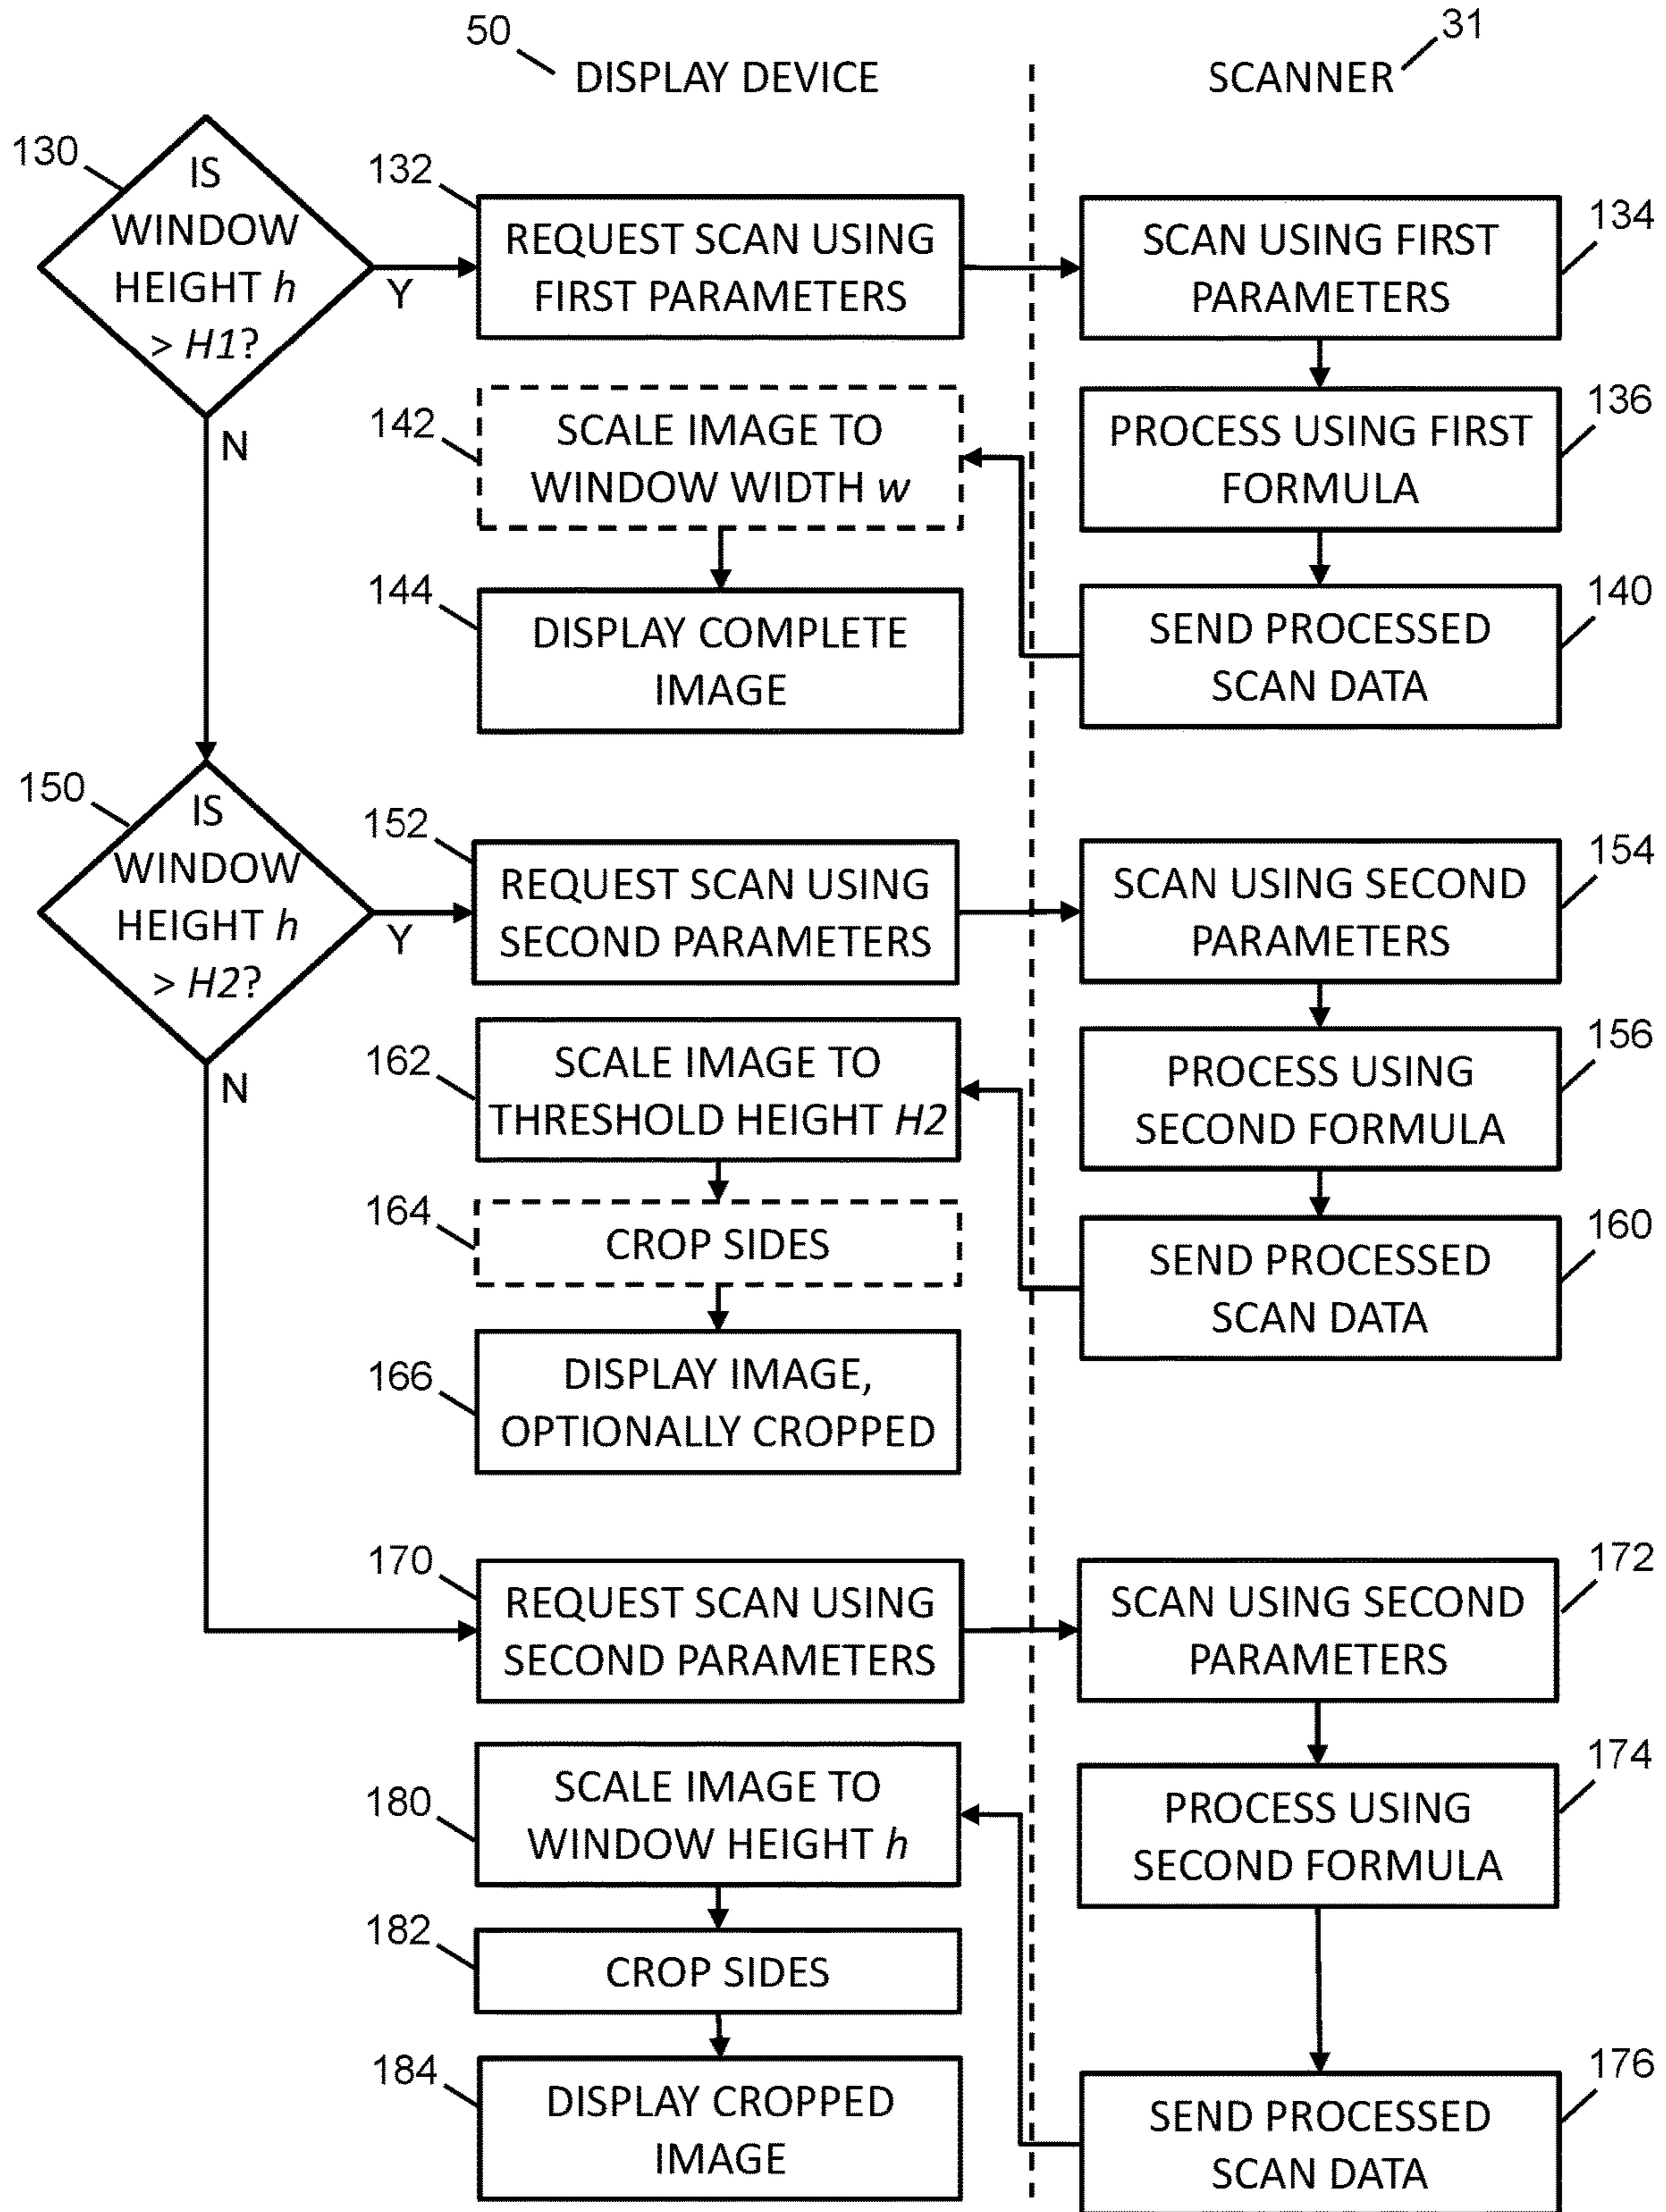 50
DISPLAY DEVICE
SCANNER
31
130
IS
WINDOW
HEIGHT h
> H1?
Y
N
132
REQUEST SCAN USING
FIRST PARAMETERS
134
SCAN USING FIRST
PARAMETERS
136
PROCESS USING FIRST
FORMULA
140
SEND PROCESSED
SCAN DATA
142
SCALE IMAGE TO
WINDOW WIDTH w
144
DISPLAY COMPLETE
IMAGE
150
IS
WINDOW
HEIGHT h
> H2?
Y
N
152
REQUEST SCAN USING
SECOND PARAMETERS
154
SCAN USING SECOND
PARAMETERS
156
PROCESS USING
SECOND FORMULA
160
SEND PROCESSED
SCAN DATA
162
SCALE IMAGE TO
THRESHOLD HEIGHT H2
164
CROP SIDES
166
DISPLAY IMAGE,
OPTIONALLY CROPPED
170
REQUEST SCAN USING
SECOND PARAMETERS
172
SCAN USING SECOND
PARAMETERS
174
PROCESS USING
SECOND FORMULA
176
SEND PROCESSED
SCAN DATA
180
SCALE IMAGE TO
WINDOW HEIGHT h
182
CROP SIDES
184
DISPLAY CROPPED
IMAGE